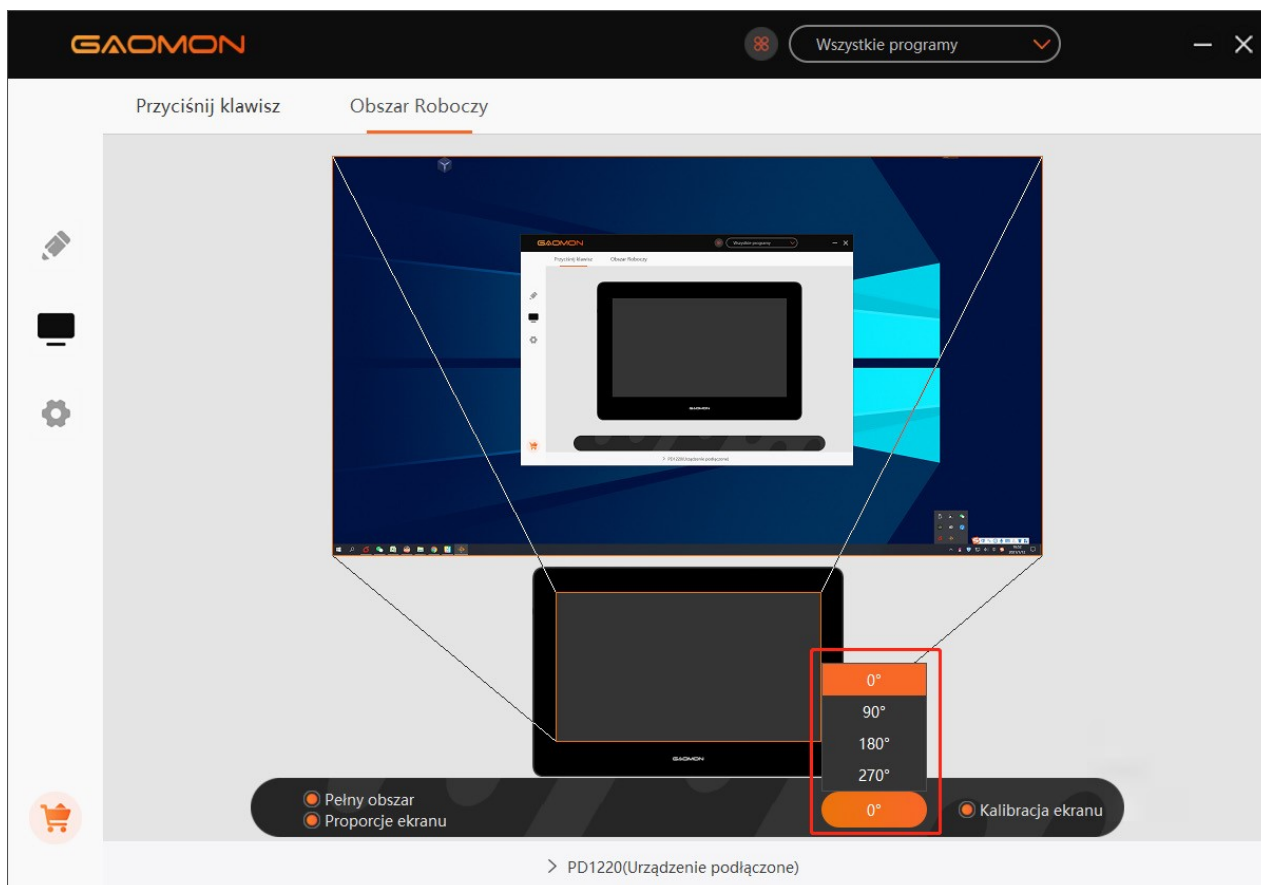 GAOMON
Wszystkie programy
Przyciśnij klawisz
Obszar Roboczy
GAOMON
Wszystkie programy
Przyciśnij klawisz
Obszar Roboczy
GAOMON
PD1220(Urządzenie podłączone)
GAOMON
0°
90°
180°
270°
Pełny obszar
Proporcje ekranu
0°
Kalibracja ekranu
PD1220(Urządzenie podłączone)